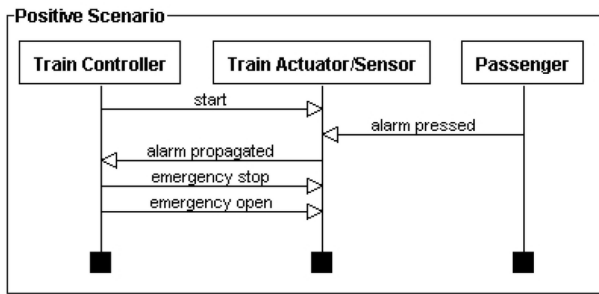 Positive Scenario
Train Controller
Train Actuator/Sensor
Passenger
start
alarm pressed
alarm propagated
emergency stop
emergency open